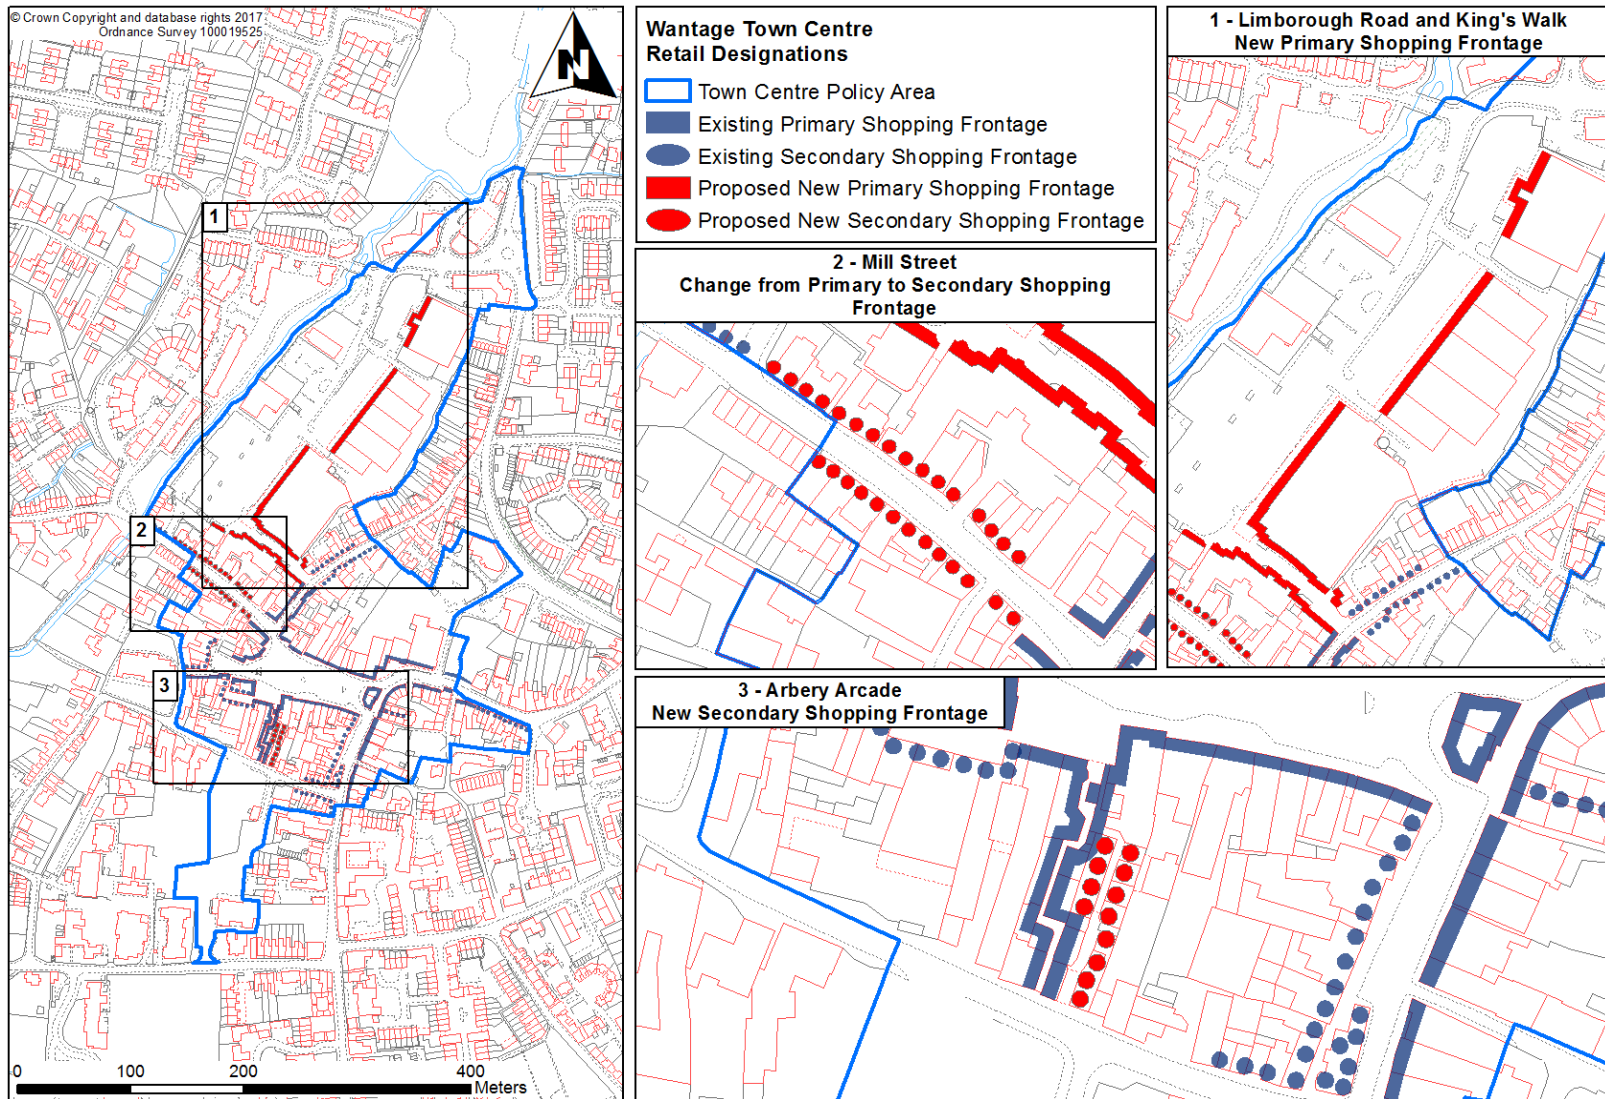 © Crown Copyright and database rights 2017
Ordnance Survey 100019525
N
1
2
3
0 100 200 400 Meters
Wantage Town Centre
Retail Designations
Town Centre Policy Area
Existing Primary Shopping Frontage
Existing Secondary Shopping Frontage
Proposed New Primary Shopping Frontage
Proposed New Secondary Shopping Frontage
1 - Limborough Road and King's Walk
New Primary Shopping Frontage
2 - Mill Street
Change from Primary to Secondary Shopping
Frontage
3 - Arbery Arcade
New Secondary Shopping Frontage